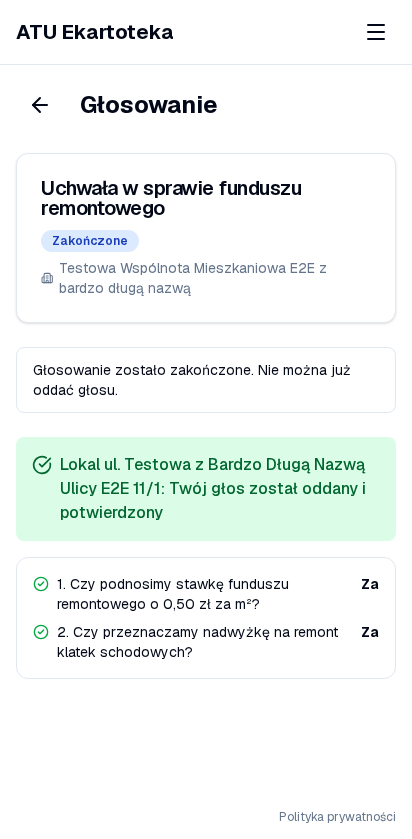 ATU Ekartoteka
Głosowanie
Uchwała w sprawie funduszu
remontowego
Zakończone
Testowa Wspólnota Mieszkaniowa E2E z
bardzo długą nazwą
Głosowanie zostało zakończone. Nie można już
oddać głosu.
Lokal ul. Testowa z Bardzo Długą Nazwą
Ulicy E2E 11/1: Twój głos został oddany i
potwierdzony
1. Czy podnosimy stawkę funduszu Za
remontowego o 0,50 zł za m²?
2. Czy przeznaczamy nadwyżkę na remont Za
klatek schodowych?
Polityka prywatności